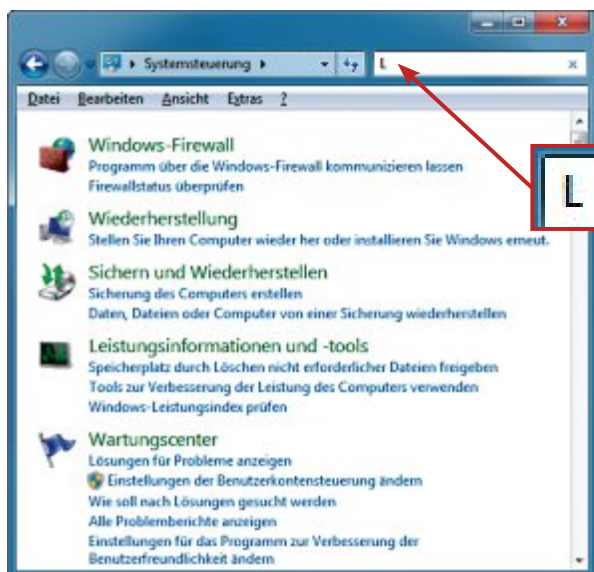 Systemsteuerung
L
Datei Bearbeiten Ansicht Extras ?
Windows-Firewall
Programm über die Windows-Firewall kommunizieren lassen
Firewallstatus überprüfen
L
Wiederherstellung
Stellen Sie Ihren Computer wieder her oder installieren Sie Windows erneut.
Sichern und Wiederherstellen
Sicherung des Computers erstellen
Daten, Dateien oder Computer von einer Sicherung wiederherstellen
Leistungsinformationen und -tools
Speicherplatz durch Löschen nicht erforderlicher Dateien freigeben
Tools zur Verbesserung der Leistung des Computers verwenden
Windows-Leistungsindex prüfen
Wartungscenter
Lösungen für Probleme anzeigen
Einstellungen der Benutzerkontensteuerung ändern
Wie soll nach Lösungen gesucht werden
Alle Problemberichte anzeigen
Einstellungen für das Programm zur Verbesserung der
Benutzerfreundlichkeit ändern